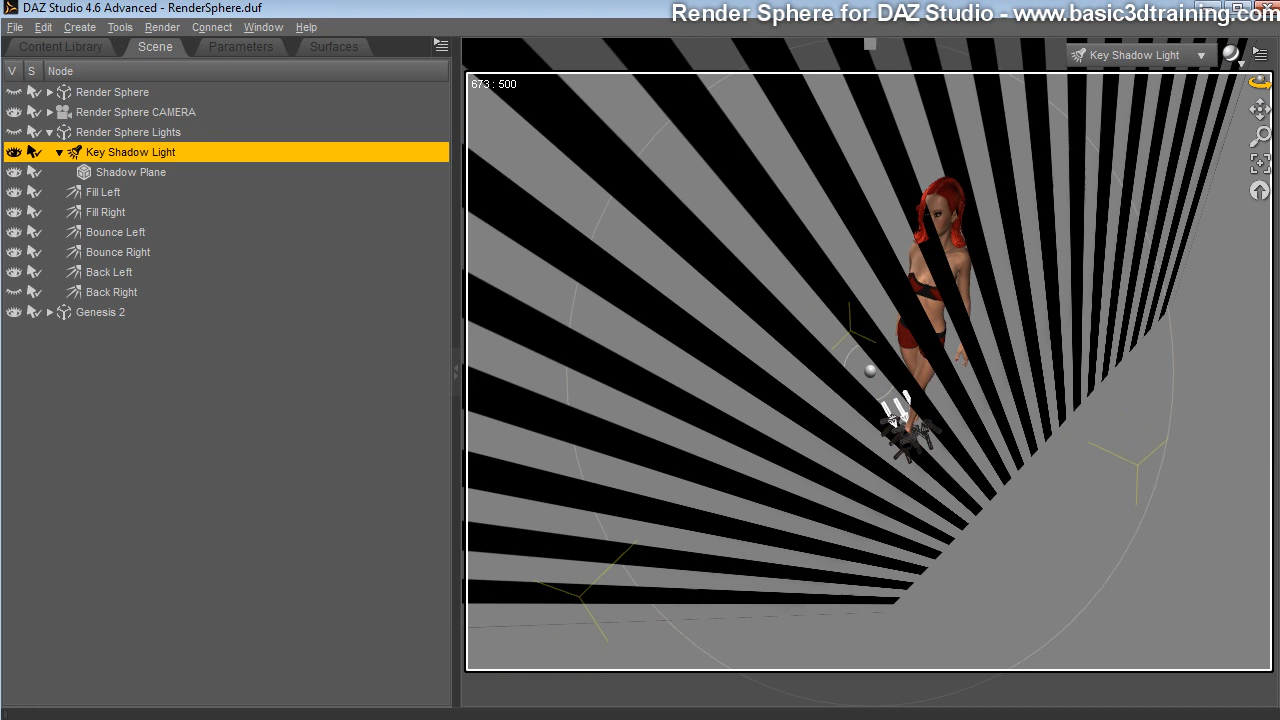 DAZ Studio 4.6 Advanced - RenderSphere.duf
Render Sphere for DAZ Studio - www.basic3dtraining.com
File Edit Create Tools Render Connect Window Help
Content Library Scene Parameters Surfaces
Key Shadow Light
V S Node
673 : 500
Render Sphere
Render Sphere CAMERA
Render Sphere Lights
Key Shadow Light
Shadow Plane
Fill Left
Fill Right
Bounce Left
Bounce Right
Back Left
Back Right
Genesis 2